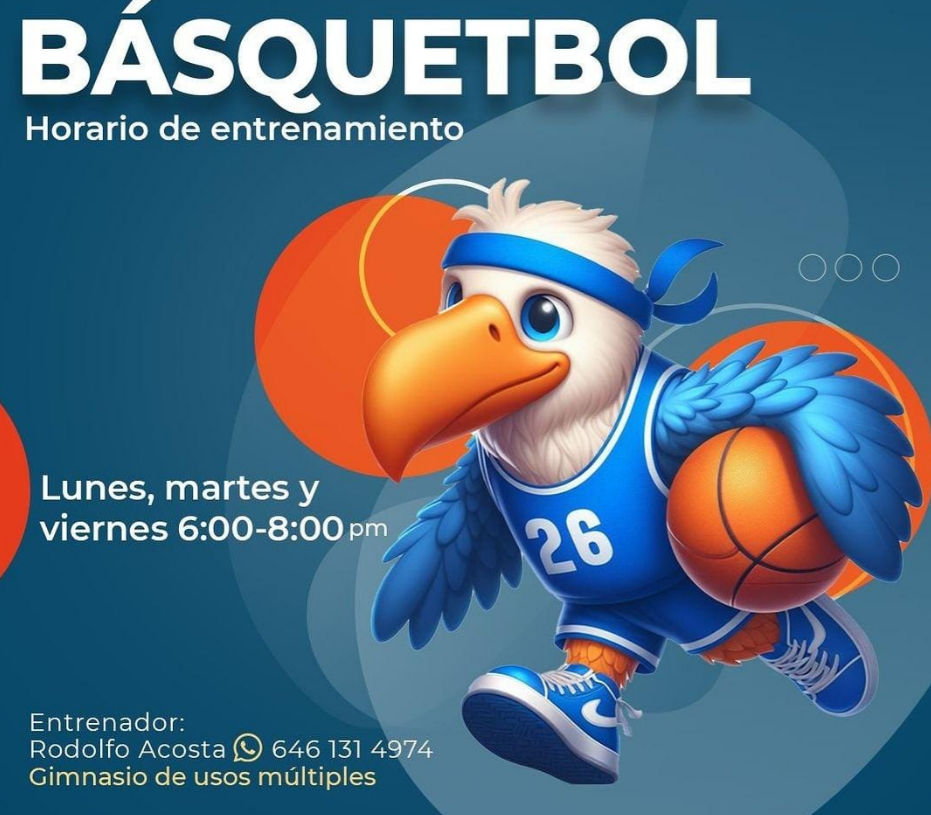 BÁSQUETBOL
Horario de entrenamiento
26
Lunes, martes y
viernes 6:00-8:00 pm
Entrenador:
Rodolfo Acosta 646 131 4974
Gimnasio de usos múltiples